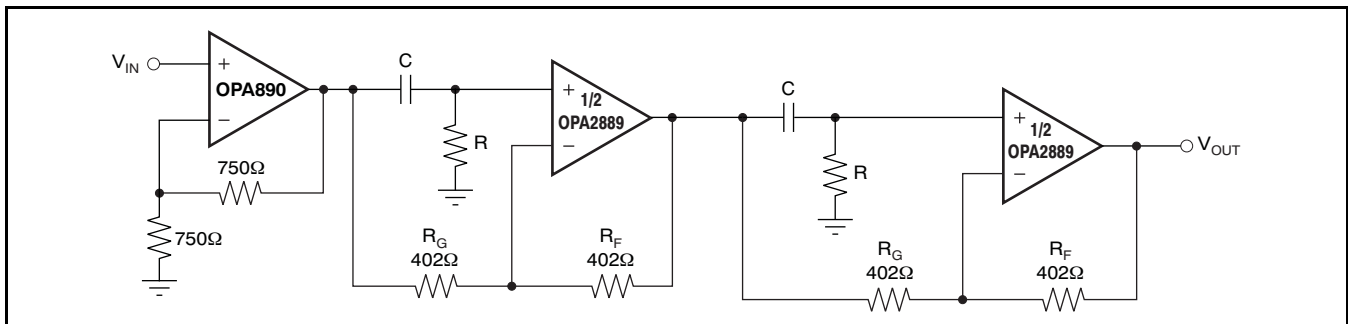 V_IN
+
OPA890
−
750Ω
750Ω
C
R
+
1/2
OPA2889
−
R_G
402Ω
R_F
402Ω
C
R
+
1/2
OPA2889
−
R_G
402Ω
R_F
402Ω
V_OUT